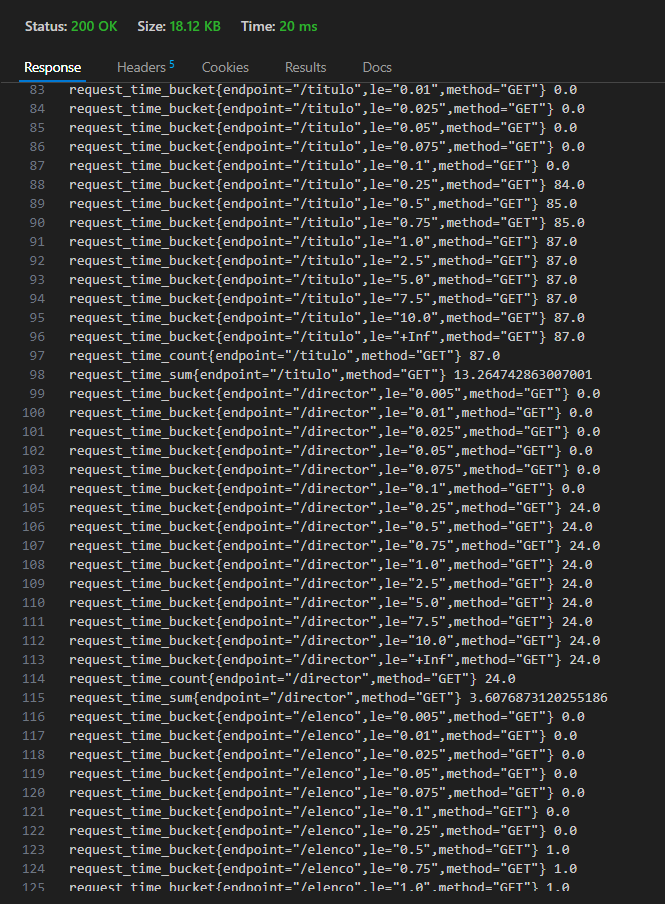 Status: 200 OK Size: 18.12 KB Time: 20 ms
Response Headers 5 Cookies Results Docs
83 request_time_bucket{endpoint="/titulo",le="0.01",method="GET"} 0.0
84 request_time_bucket{endpoint="/titulo",le="0.025",method="GET"} 0.0
85 request_time_bucket{endpoint="/titulo",le="0.05",method="GET"} 0.0
86 request_time_bucket{endpoint="/titulo",le="0.075",method="GET"} 0.0
87 request_time_bucket{endpoint="/titulo",le="0.1",method="GET"} 0.0
88 request_time_bucket{endpoint="/titulo",le="0.25",method="GET"} 84.0
89 request_time_bucket{endpoint="/titulo",le="0.5",method="GET"} 85.0
90 request_time_bucket{endpoint="/titulo",le="0.75",method="GET"} 85.0
91 request_time_bucket{endpoint="/titulo",le="1.0",method="GET"} 87.0
92 request_time_bucket{endpoint="/titulo",le="2.5",method="GET"} 87.0
93 request_time_bucket{endpoint="/titulo",le="5.0",method="GET"} 87.0
94 request_time_bucket{endpoint="/titulo",le="7.5",method="GET"} 87.0
95 request_time_bucket{endpoint="/titulo",le="10.0",method="GET"} 87.0
96 request_time_bucket{endpoint="/titulo",le="+Inf",method="GET"} 87.0
97 request_time_count{endpoint="/titulo",method="GET"} 87.0
98 request_time_sum{endpoint="/titulo",method="GET"} 13.264742863007001
99 request_time_bucket{endpoint="/director",le="0.005",method="GET"} 0.0
100 request_time_bucket{endpoint="/director",le="0.01",method="GET"} 0.0
101 request_time_bucket{endpoint="/director",le="0.025",method="GET"} 0.0
102 request_time_bucket{endpoint="/director",le="0.05",method="GET"} 0.0
103 request_time_bucket{endpoint="/director",le="0.075",method="GET"} 0.0
104 request_time_bucket{endpoint="/director",le="0.1",method="GET"} 0.0
105 request_time_bucket{endpoint="/director",le="0.25",method="GET"} 24.0
106 request_time_bucket{endpoint="/director",le="0.5",method="GET"} 24.0
107 request_time_bucket{endpoint="/director",le="0.75",method="GET"} 24.0
108 request_time_bucket{endpoint="/director",le="1.0",method="GET"} 24.0
109 request_time_bucket{endpoint="/director",le="2.5",method="GET"} 24.0
110 request_time_bucket{endpoint="/director",le="5.0",method="GET"} 24.0
111 request_time_bucket{endpoint="/director",le="7.5",method="GET"} 24.0
112 request_time_bucket{endpoint="/director",le="10.0",method="GET"} 24.0
113 request_time_bucket{endpoint="/director",le="+Inf",method="GET"} 24.0
114 request_time_count{endpoint="/director",method="GET"} 24.0
115 request_time_sum{endpoint="/director",method="GET"} 3.6076873120255186
116 request_time_bucket{endpoint="/elenco",le="0.005",method="GET"} 0.0
117 request_time_bucket{endpoint="/elenco",le="0.01",method="GET"} 0.0
118 request_time_bucket{endpoint="/elenco",le="0.025",method="GET"} 0.0
119 request_time_bucket{endpoint="/elenco",le="0.05",method="GET"} 0.0
120 request_time_bucket{endpoint="/elenco",le="0.075",method="GET"} 0.0
121 request_time_bucket{endpoint="/elenco",le="0.1",method="GET"} 0.0
122 request_time_bucket{endpoint="/elenco",le="0.25",method="GET"} 0.0
123 request_time_bucket{endpoint="/elenco",le="0.5",method="GET"} 1.0
124 request_time_bucket{endpoint="/elenco",le="0.75",method="GET"} 1.0
125 request_time_bucket{endpoint="/elenco",le="1.0",method="GET"} 1.0